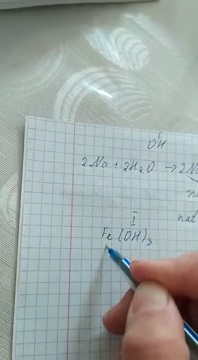 OH
2Na + 2H₂O → 2N
I
Fe(OH)₃